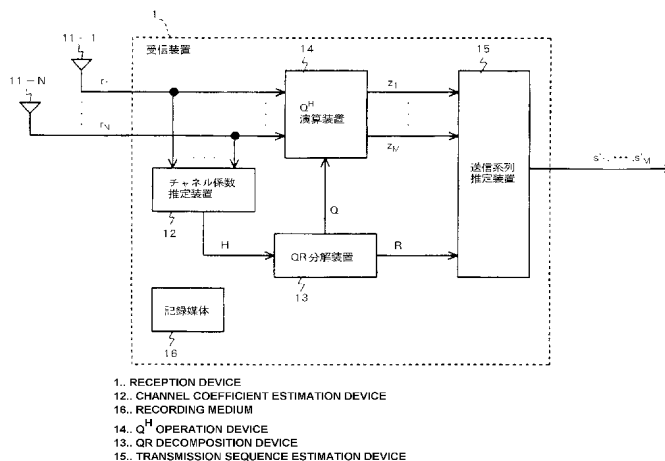 1
11-1
受信装置
11-N
r₁
14
Qᴴ
演算装置
z₁
15
送信系列
推定装置
s'₁, ···, s'M
rN
zM
チャネル係数
推定装置
12
Q
H
QR分解装置
R
13
記録媒体
16
1.. RECEPTION DEVICE
12.. CHANNEL COEFFICIENT ESTIMATION DEVICE
16.. RECORDING MEDIUM
14.. Qᴴ OPERATION DEVICE
13.. QR DECOMPOSITION DEVICE
15.. TRANSMISSION SEQUENCE ESTIMATION DEVICE